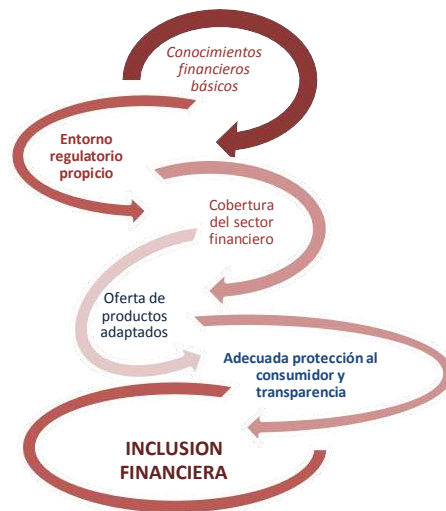 Conocimientos
financieros
básicos
Entorno
regulatorio
propicio
Cobertura
del sector
financiero
Oferta de
productos
adaptados
Adecuada protección al
consumidor y
transparencia
INCLUSION
FINANCIERA